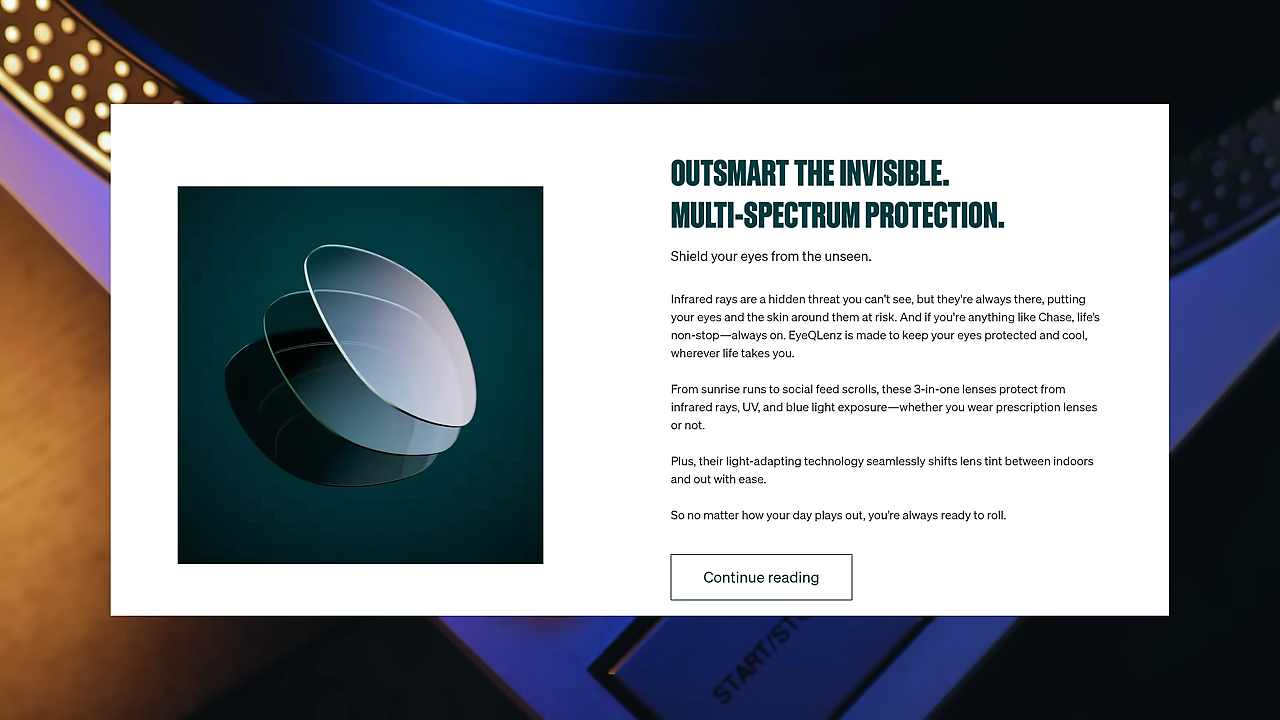 OUTSMART THE INVISIBLE.
MULTI-SPECTRUM PROTECTION.
Shield your eyes from the unseen.
Infrared rays are a hidden threat you can't see, but they're always there, putting
your eyes and the skin around them at risk. And if you're anything like Chase, life's
non-stop—always on. EyeQLenz is made to keep your eyes protected and cool,
wherever life takes you.
From sunrise runs to social feed scrolls, these 3-in-one lenses protect from
infrared rays, UV, and blue light exposure—whether you wear prescription lenses
or not.
Plus, their light-adapting technology seamlessly shifts lens tint between indoors
and out with ease.
So no matter how your day plays out, you're always ready to roll.
Continue reading
START/STO